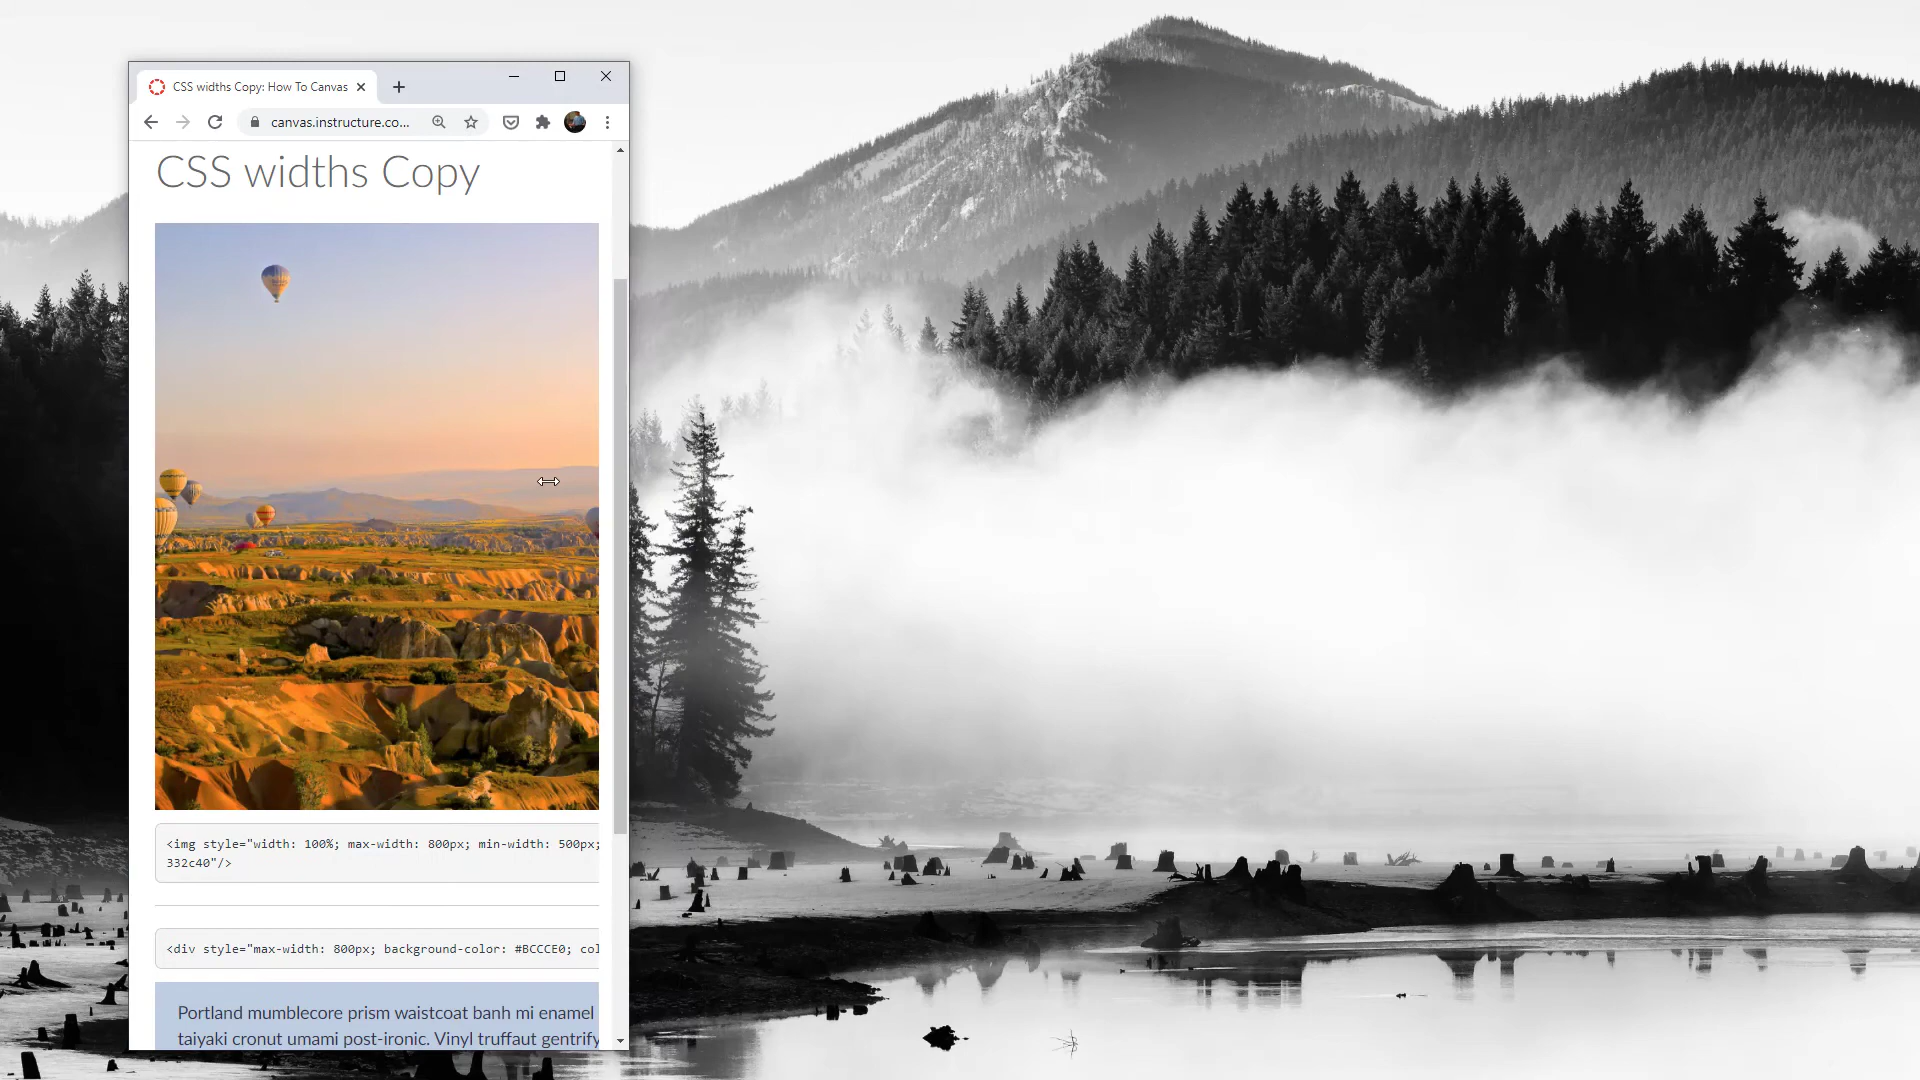 CSS widths Copy: How To Canvas
canvas.instructure.co...
CSS widths Copy
<img style="width: 100%; max-width: 800px; min-width: 500px;
332c40"/>
<div style="max-width: 800px; background-color: #BCCCE0; col
Portland mumblecore prism waistcoat banh mi enamel
taiyaki cronut umami post-ironic. Vinyl truffaut gentrify